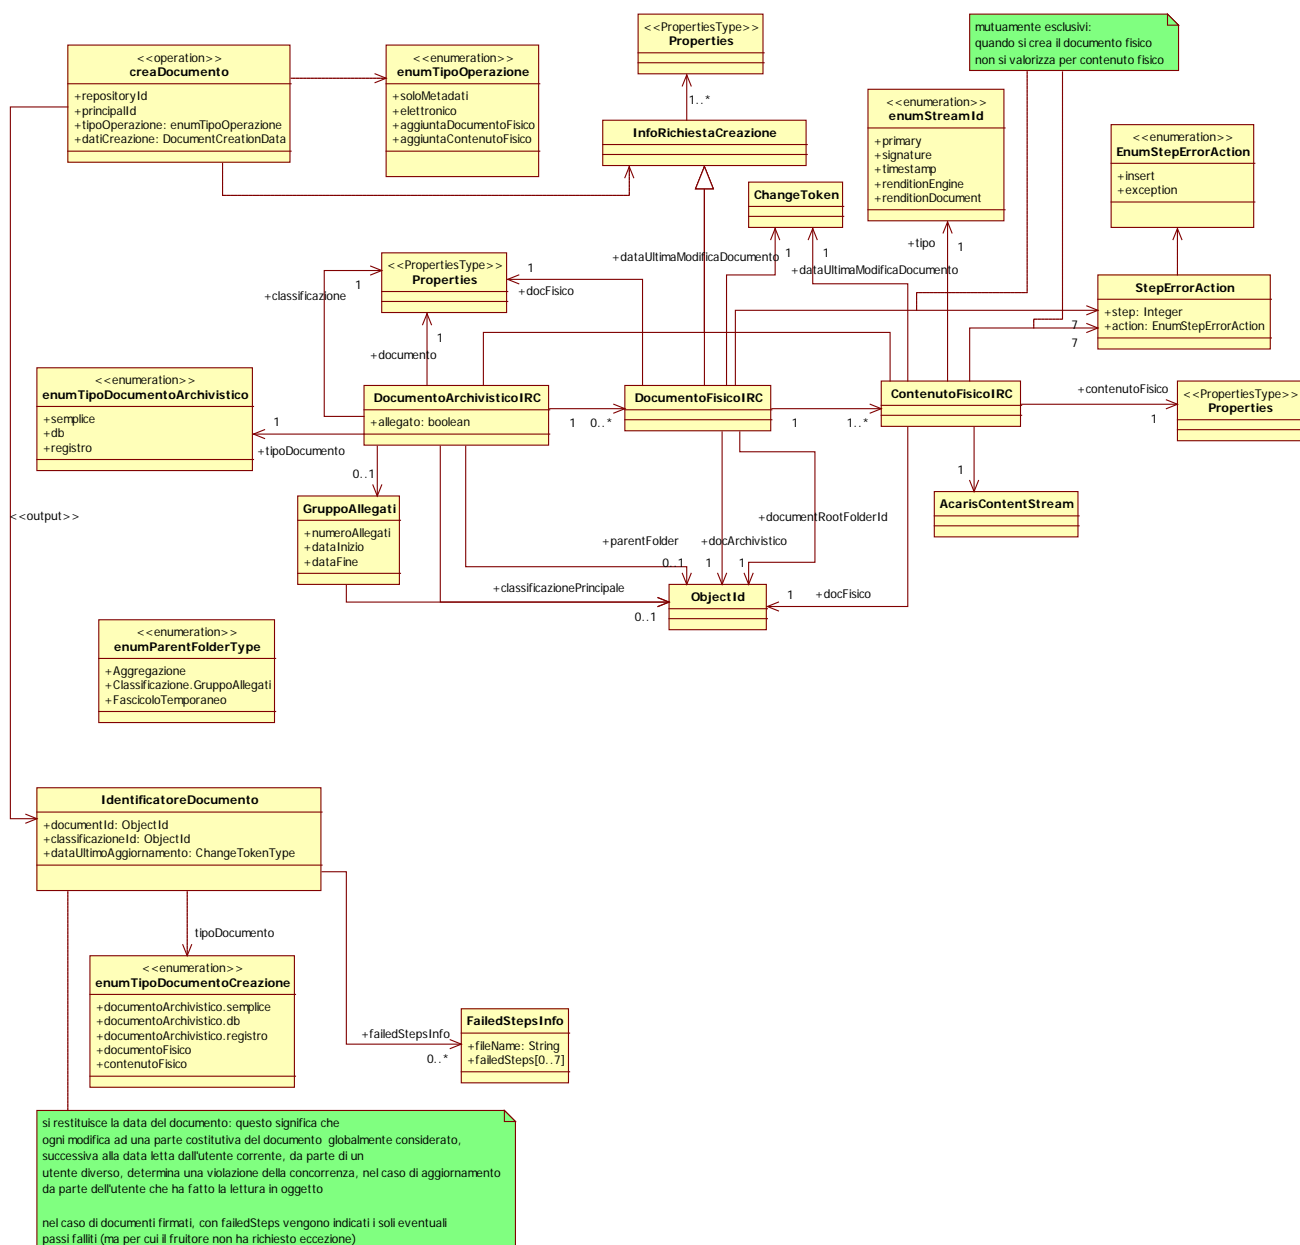 <<operation>>
creaDocumento
+repositoryId
+principalId
+tipoOperazione: enumTipoOperazione
+datiCreazione: DocumentCreationData
<<enumeration>>
enumTipoOperazione
+soloMetadati
+elettronico
+aggiuntaDocumentoFisico
+aggiuntaContenutoFisico
<<PropertiesType>>
Properties
1..*
InfoRichiestaCreazione
mutuamente esclusivi:
quando si crea il documento fisico
non si valorizza per contenuto fisico
<<enumeration>>
enumStreamId
+primary
+signature
+timestamp
+renditionEngine
+renditionDocument
<<enumeration>>
EnumStepErrorAction
+insert
+exception
ChangeToken
+dataUltimaModificaDocumento
1
1
+dataUltimaModificaDocumento
+tipo
1
<<PropertiesType>>
Properties
1
+classificazione
1
+docFisico
1
+documento
StepErrorAction
+step: Integer
+action: EnumStepErrorAction
7
7
<<enumeration>>
enumTipoDocumentoArchivistico
+semplice
+db
+registro
1
+tipoDocumento
DocumentoArchivisticoIRC
+allegato: boolean
1
0..*
DocumentoFisicoIRC
1
1..*
ContenutoFisicoIRC
+contenutoFisico
1
<<PropertiesType>>
Properties
0..1
GruppoAllegati
+numeroAllegati
+dataInizio
+dataFine
1
AcarisContentStream
<<output>>
+documentRootFolderId
+parentFolder
+docArchivistico
0..1
1
1
+classificazionePrincipale
0..1
ObjectId
1
+docFisico
<<enumeration>>
enumParentFolderType
+Aggregazione
+Classificazione.GruppoAllegati
+FascicoloTemporaneo
IdentificatoreDocumento
+documentId: ObjectId
+classificazioneId: ObjectId
+dataUltimoAggiornamento: ChangeTokenType
tipoDocumento
<<enumeration>>
enumTipoDocumentoCreazione
+documentoArchivistico.semplice
+documentoArchivistico.db
+documentoArchivistico.registro
+documentoFisico
+contenutoFisico
+failedStepsInfo
0..*
FailedStepsInfo
+fileName: String
+failedSteps[0..7]
si restituisce la data del documento: questo significa che
ogni modifica ad una parte costitutiva del documento globalmente considerato,
successiva alla data letta dall'utente corrente, da parte di un
utente diverso, determina una violazione della concorrenza, nel caso di aggiornamento
da parte dell'utente che ha fatto la lettura in oggetto
nel caso di documenti firmati, con failedSteps vengono indicati i soli eventuali
passi falliti (ma per cui il fruitore non ha richiesto eccezione)